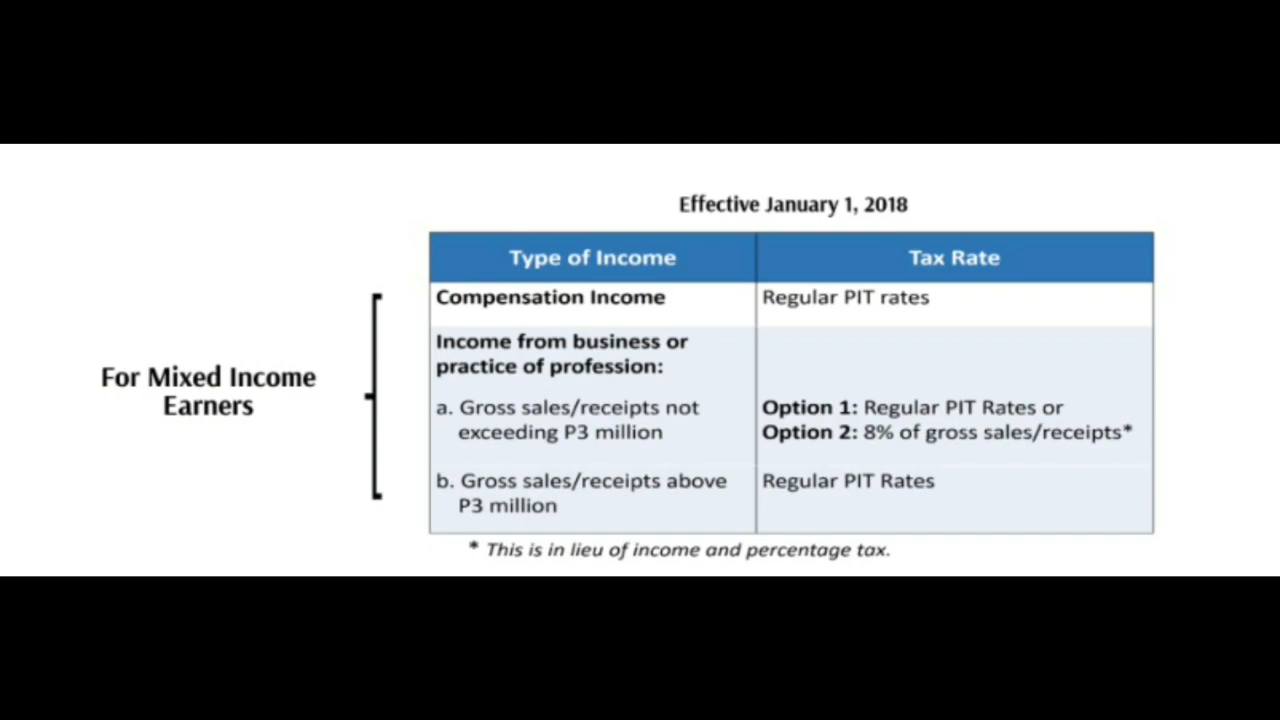 Effective January 1, 2018
Type of Income
Tax Rate
Compensation Income
Regular PIT rates
Income from business or
practice of profession:
For Mixed Income
Earners
a. Gross sales/receipts not
exceeding P3 million
Option 1: Regular PIT Rates or
Option 2: 8% of gross sales/receipts*
b. Gross sales/receipts above
P3 million
Regular PIT Rates
* This is in lieu of income and percentage tax.